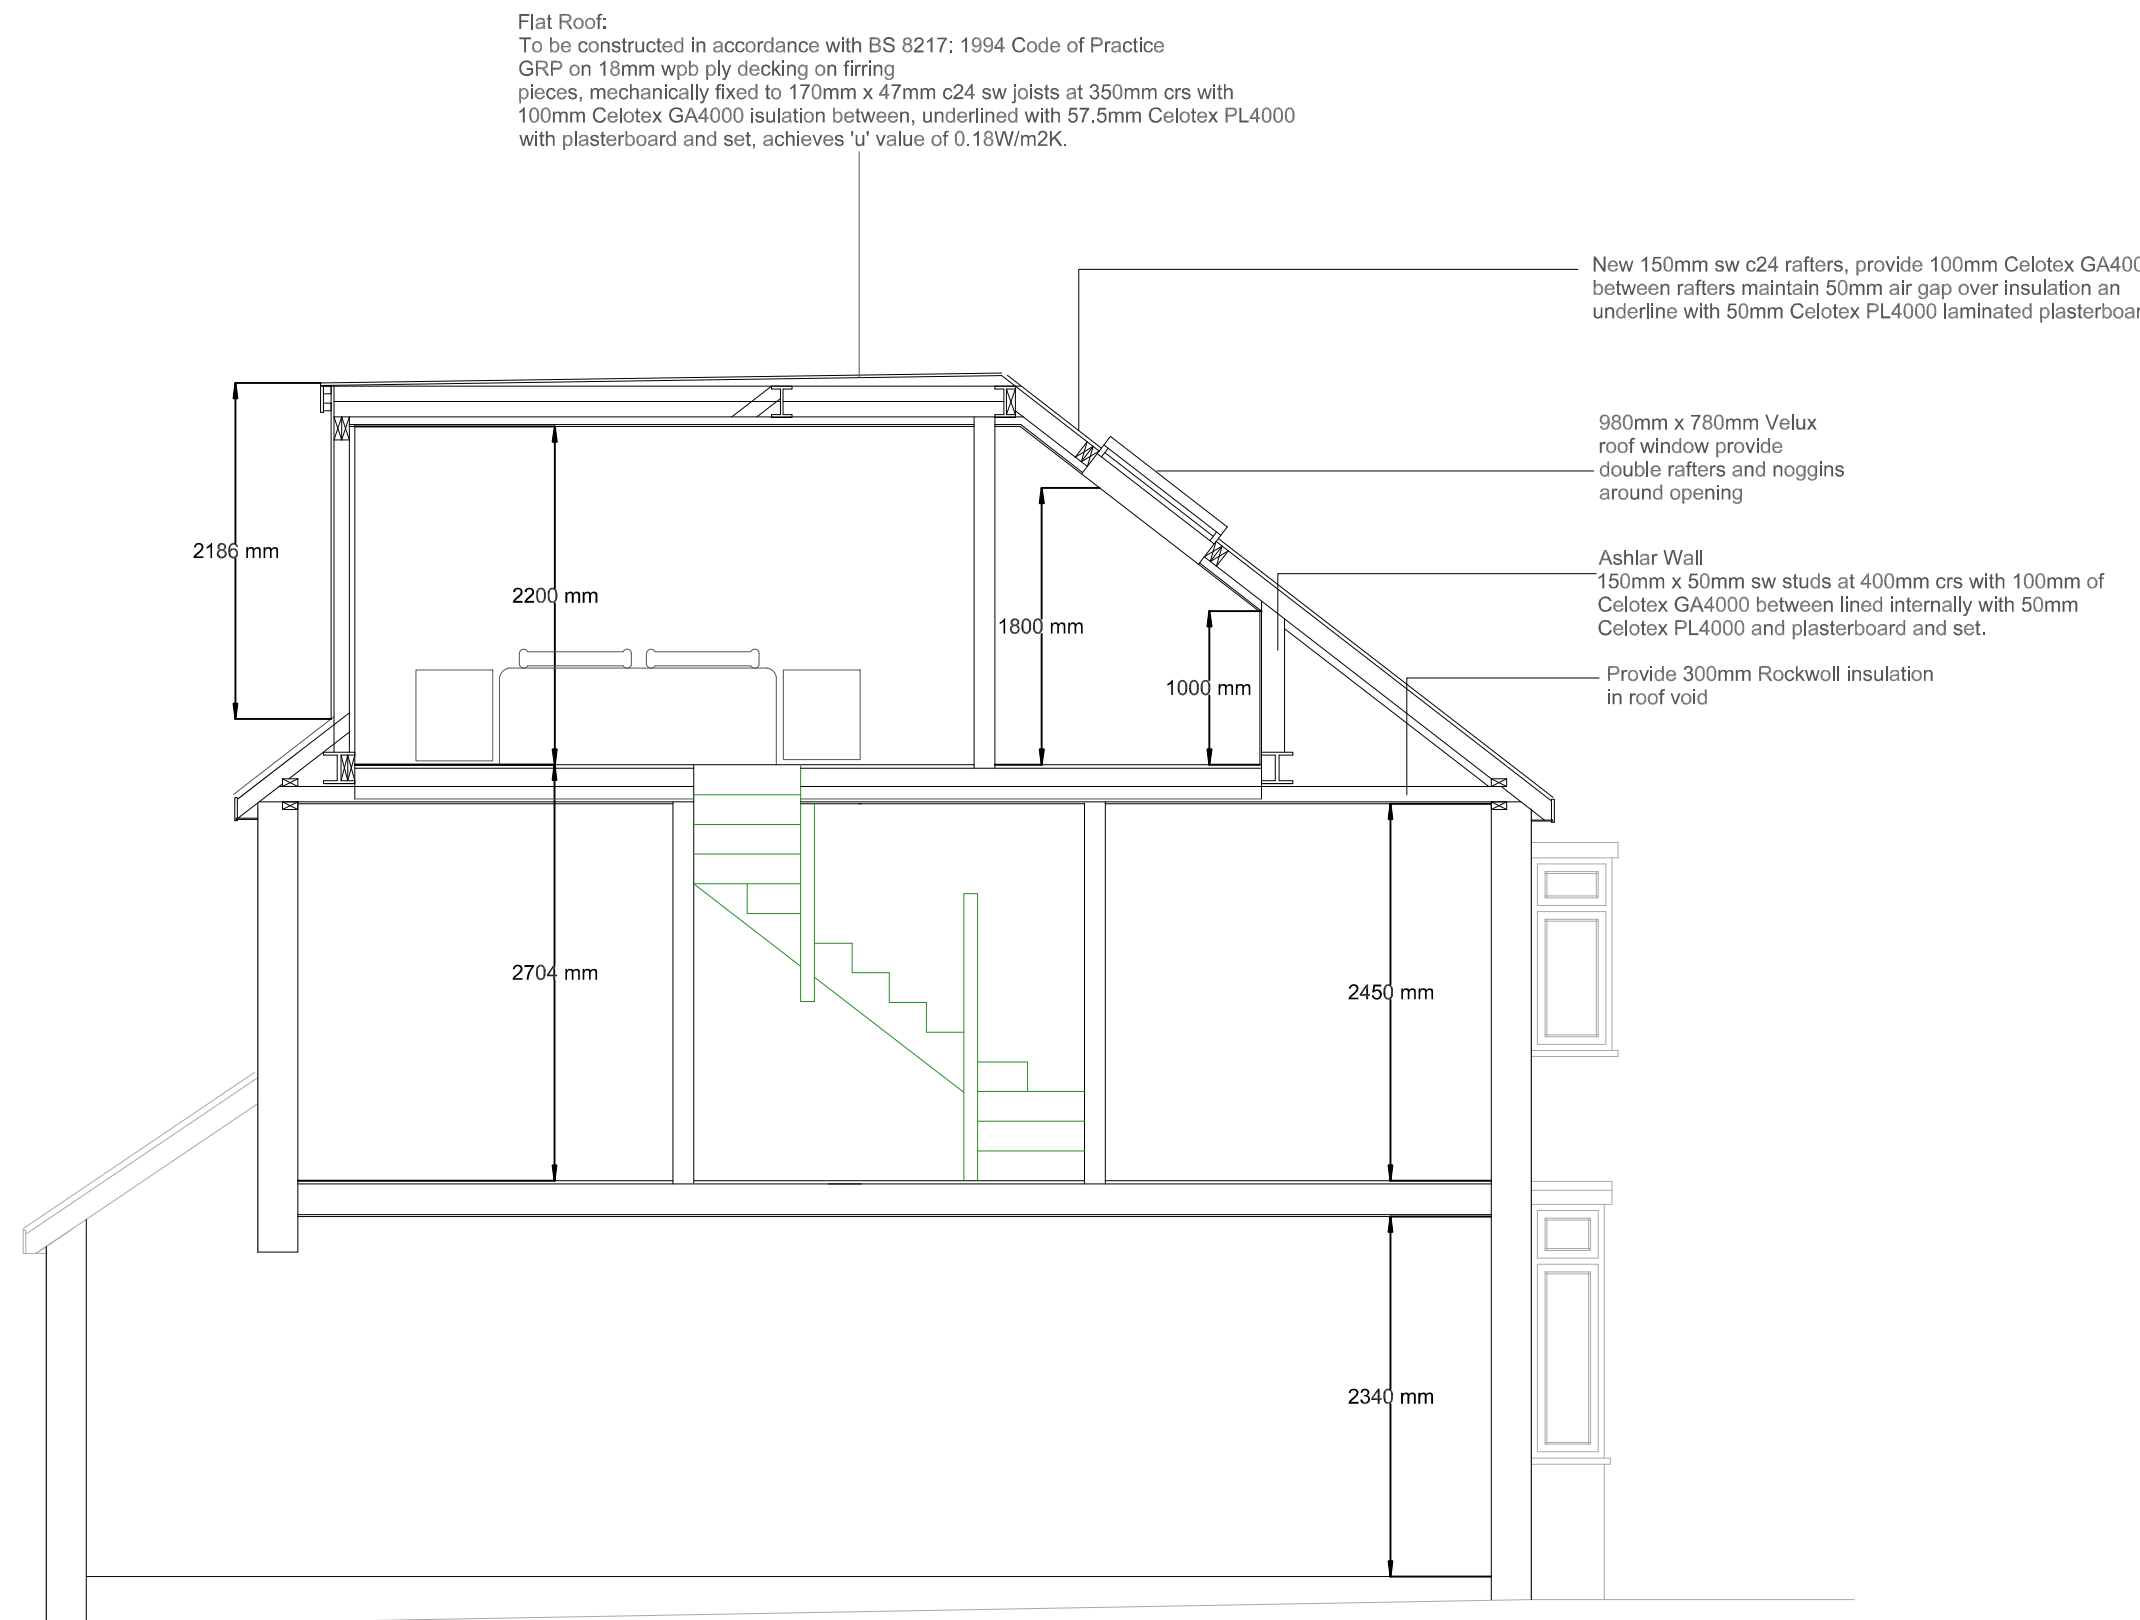 Flat Roof:
To be constructed in accordance with BS 8217: 1994 Code of Practice
GRP on 18mm wpb ply decking on firring
pieces, mechanically fixed to 170mm x 47mm c24 sw joists at 350mm crs with
100mm Celotex GA4000 isulation between, underlined with 57.5mm Celotex PL4000
with plasterboard and set, achieves 'u' value of 0.18W/m2K.
New 150mm sw c24 rafters, provide 100mm Celotex GA400
between rafters maintain 50mm air gap over insulation an
underline with 50mm Celotex PL4000 laminated plasterboar
980mm x 780mm Velux
roof window provide
double rafters and noggins
around opening
Ashlar Wall
150mm x 50mm sw studs at 400mm crs with 100mm of
Celotex GA4000 between lined internally with 50mm
Celotex PL4000 and plasterboard and set.
Provide 300mm Rockwoll insulation
in roof void
2186 mm
2200 mm
1800 mm
1000 mm
2704 mm
2450 mm
2340 mm